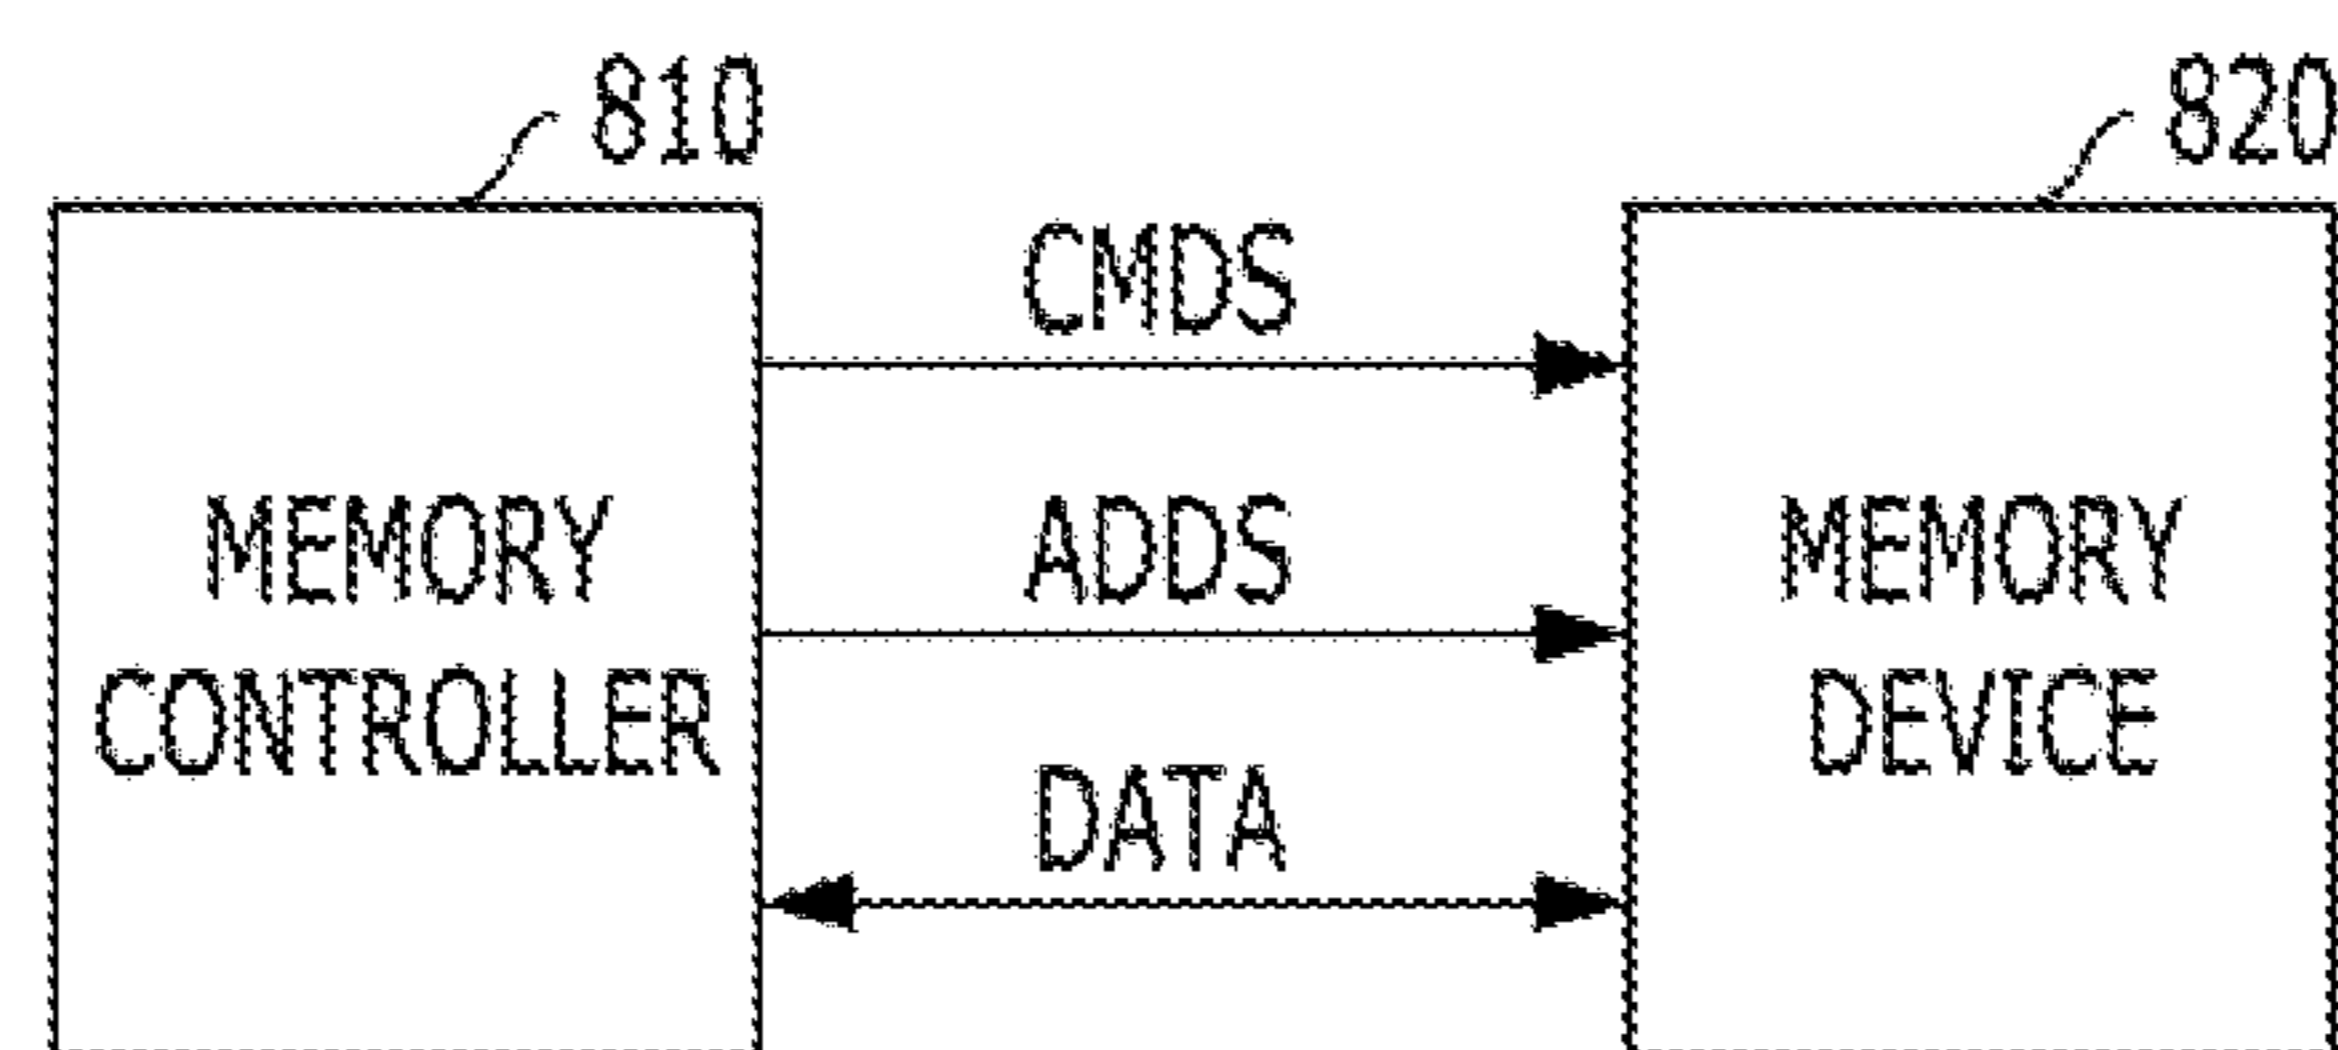 810
820
CMDS
MEMORY
CONTROLLER
ADDS
MEMORY
DEVICE
DATA